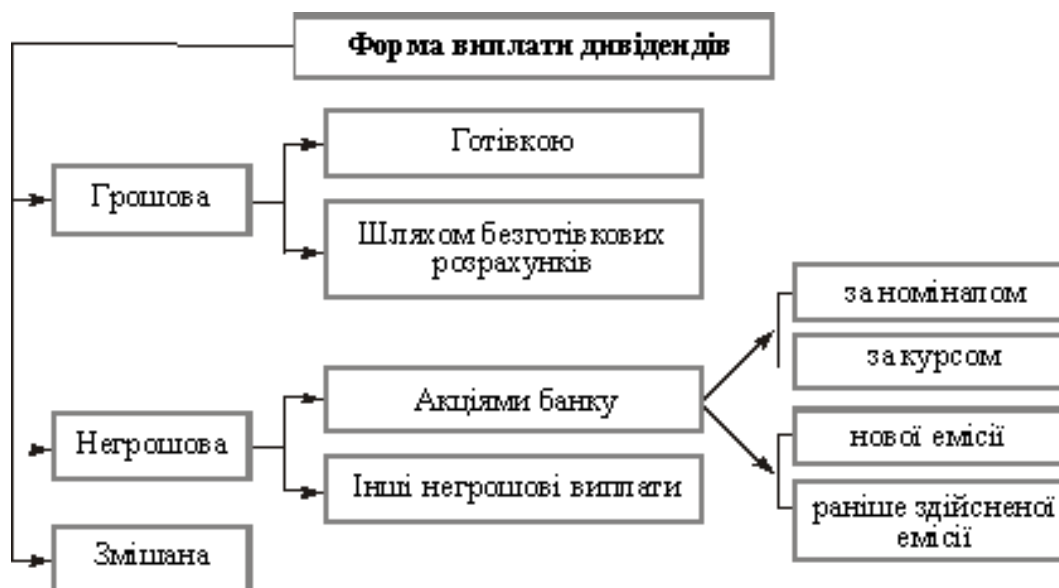 Форма виплати дивідендів
Готівкою
Грошова
Шляхом безготівкових
розрахунків
за номіналом
за курсом
Акціями банку
Негрошова
нової емісії
Інші негрошові виплати
раніше здійсненої
емісії
Змішана